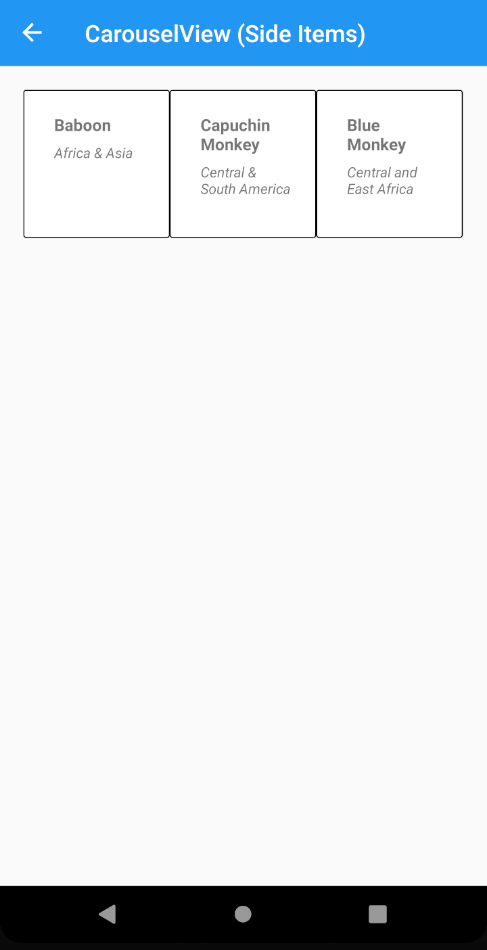 CarouselView (Side Items)
Baboon
Africa & Asia
Capuchin
Monkey
Central &
South America
Blue
Monkey
Central and
East Africa